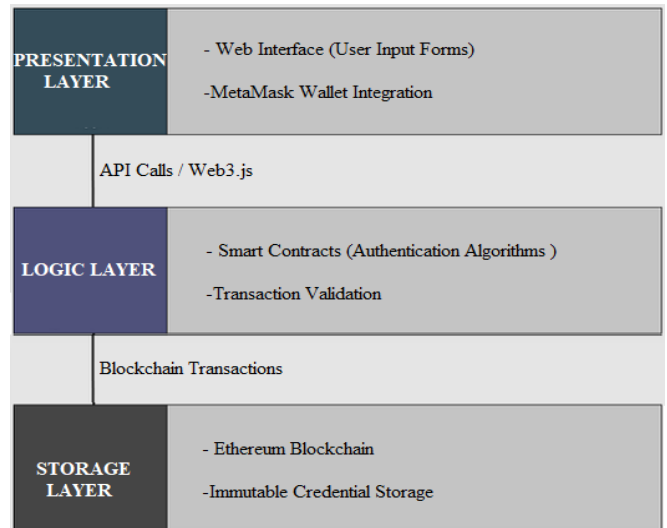 PRESENTATION
LAYER
- Web Interface (User Input Forms)
-MetaMask Wallet Integration
API Calls / Web3.js
LOGIC LAYER
- Smart Contracts (Authentication Algorithms )
-Transaction Validation
Blockchain Transactions
STORAGE
LAYER
- Ethereum Blockchain
-Immutable Credential Storage